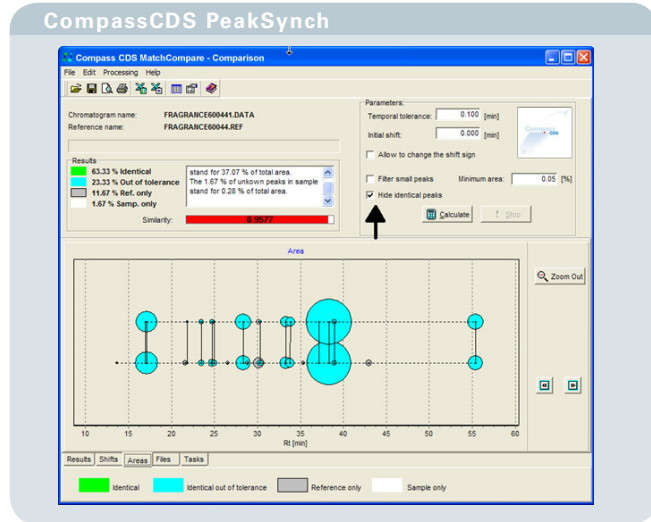 CompassCDS PeakSynch
Compass CDS MatchCompare - Comparison
File Edit Processing Help
Chromatogram name: FRAGRANCE600441.DATA
Reference name: FRAGRANCE60044.REF
Results
63.33 % Identical
23.33 % Out of tolerance
11.67 % Ref. only
1.67 % Samp. only
stand for 37.07 % of total area.
The 1.67 % of unkown peaks in sample
stand for 0.28 % of total area.
Similarity: 0.9577
Parameters:
Temporal tolerance: 0.100 [min]
Initial shift: 0.000 [min]
Allow to change the shift sign
Filter small peaks Minimum area: 0.05 [%]
Hide identical peaks
Calculate Stop
Compass CDS
Area
Zoom Out
10 15 20 25 30 35 40 45 50 55 60
Rt [min]
Results Shifts Areas Files Tasks
Identical Identical out of tolerance Reference only Sample only